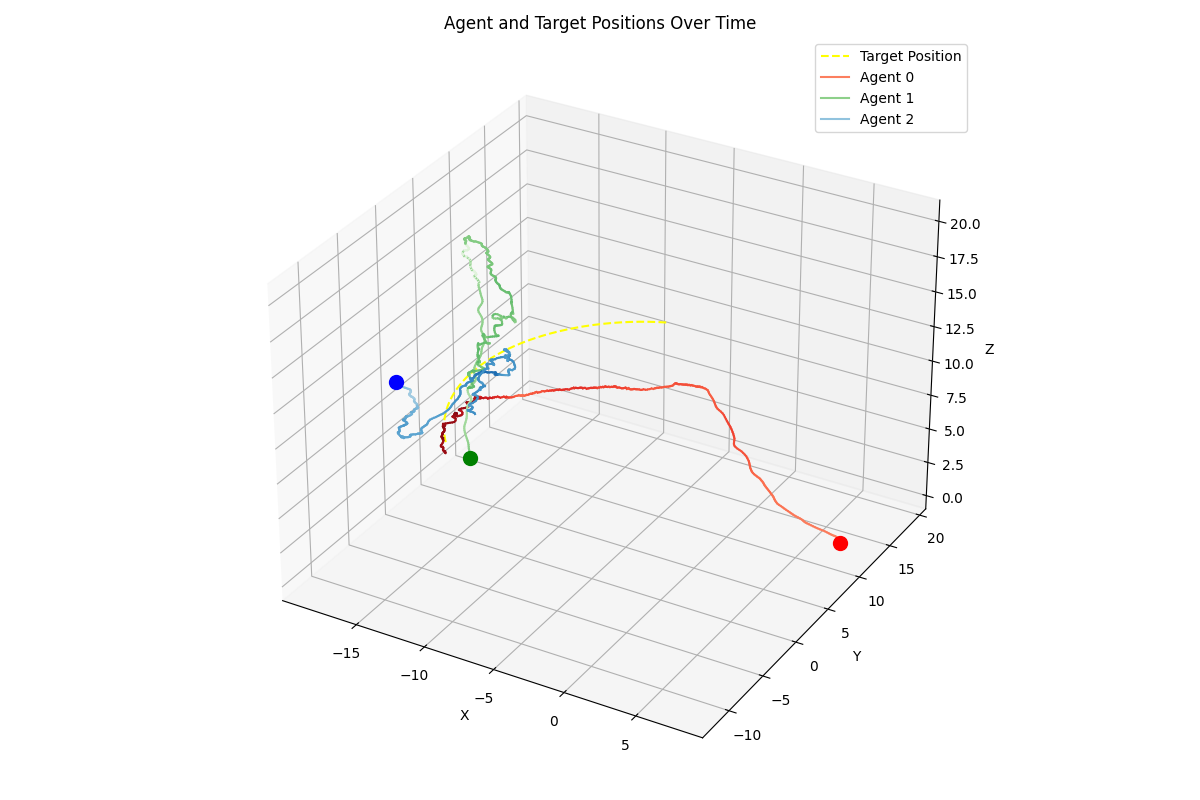 Agent and Target Positions Over Time
Target Position
Agent 0
Agent 1
Agent 2
20.0
17.5
15.0
12.5
10.0
7.5
5.0
2.5
0.0
Z
20
15
10
5
0
−5
−10
Y
−15
−10
−5
0
5
X